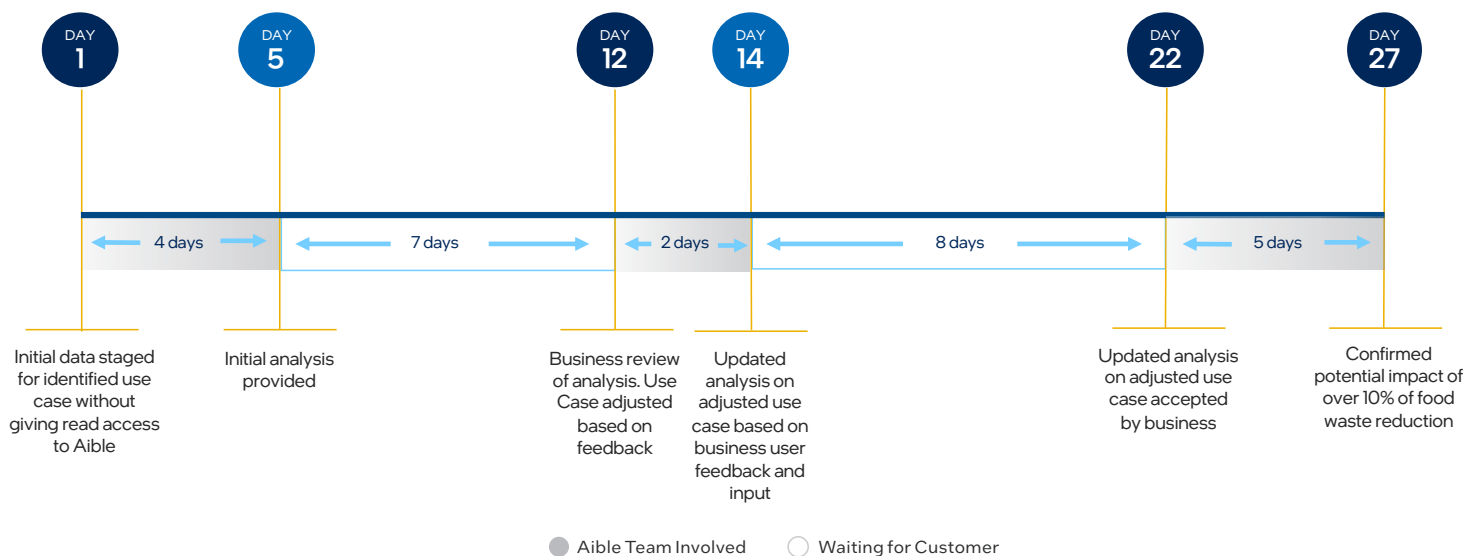 DAY
1
DAY
5
DAY
12
DAY
14
DAY
22
DAY
27
4 days
7 days
2 days
8 days
5 days
Initial data staged
for identified use
case without
giving read access
to Aible
Initial analysis
provided
Business review
of analysis. Use
Case adjusted
based on
feedback
Updated
analysis on
adjusted use
case based on
business user
feedback and
input
Updated analysis
on adjusted use
case accepted
by business
Confirmed
potential impact of
over 10% of food
waste reduction
Aible Team Involved
Waiting for Customer